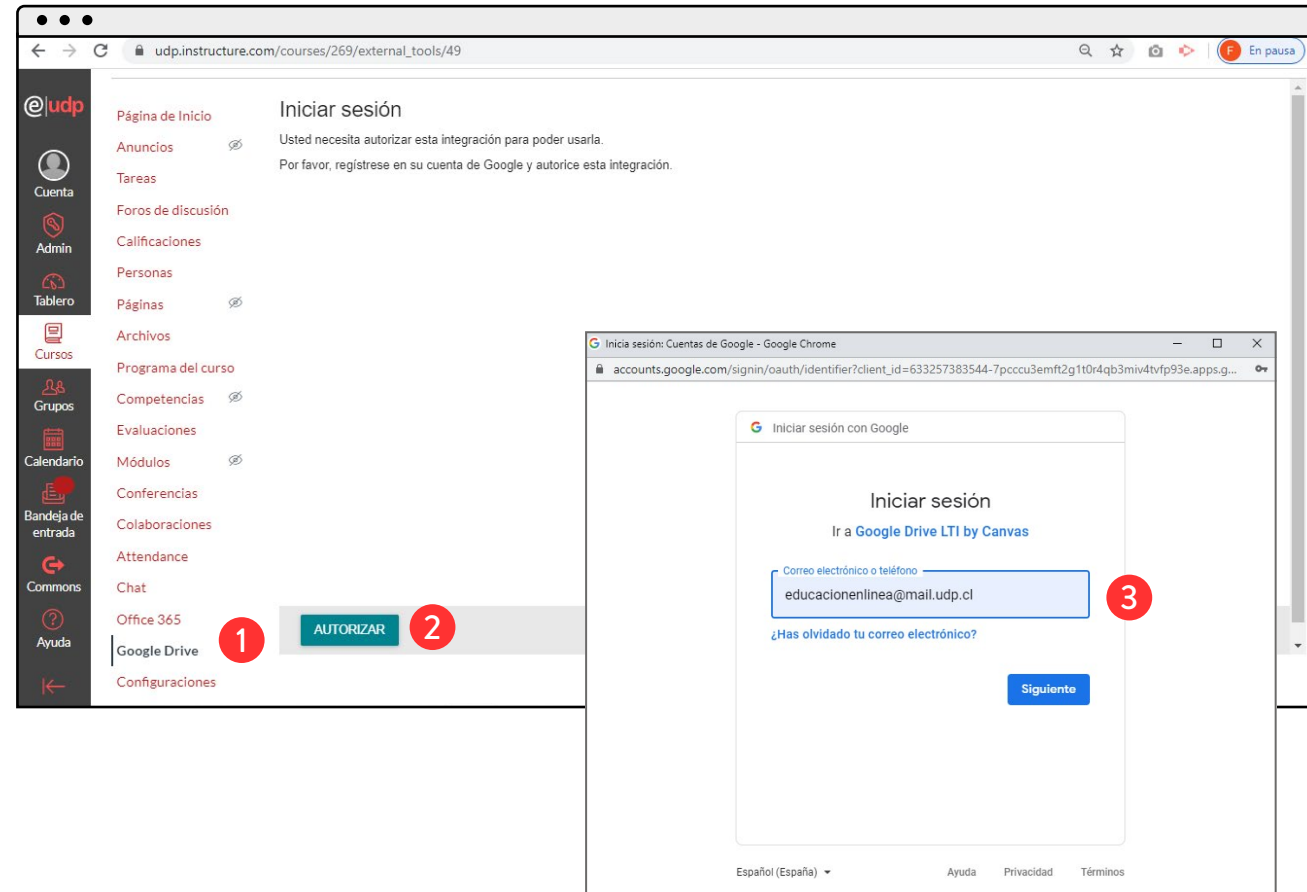 udp.instructure.com/courses/269/external_tools/49
F En pausa
@|udp
Cuenta
Admin
Tablero
Cursos
Grupos
Calendario
Bandeja de
entrada
Commons
Ayuda
Página de Inicio
Anuncios
Tareas
Foros de discusión
Calificaciones
Personas
Páginas
Archivos
Programa del curso
Competencias
Evaluaciones
Módulos
Conferencias
Colaboraciones
Attendance
Chat
Office 365
Google Drive
1
Configuraciones
Iniciar sesión
Usted necesita autorizar esta integración para poder usarla.
Por favor, regístrese en su cuenta de Google y autorice esta integración.
AUTORIZAR
2
G Inicia sesión: Cuentas de Google - Google Chrome
accounts.google.com/signin/oauth/identifier?client_id=633257383544-7pcccu3emft2g1t0r4qb3miv4tvfp93e.apps.g...
G Iniciar sesión con Google
Iniciar sesión
Ir a Google Drive LTI by Canvas
Correo electrónico o teléfono
educacionenlinea@mail.udp.cl
3
¿Has olvidado tu correo electrónico?
Siguiente
Español (España)
Ayuda Privacidad Términos